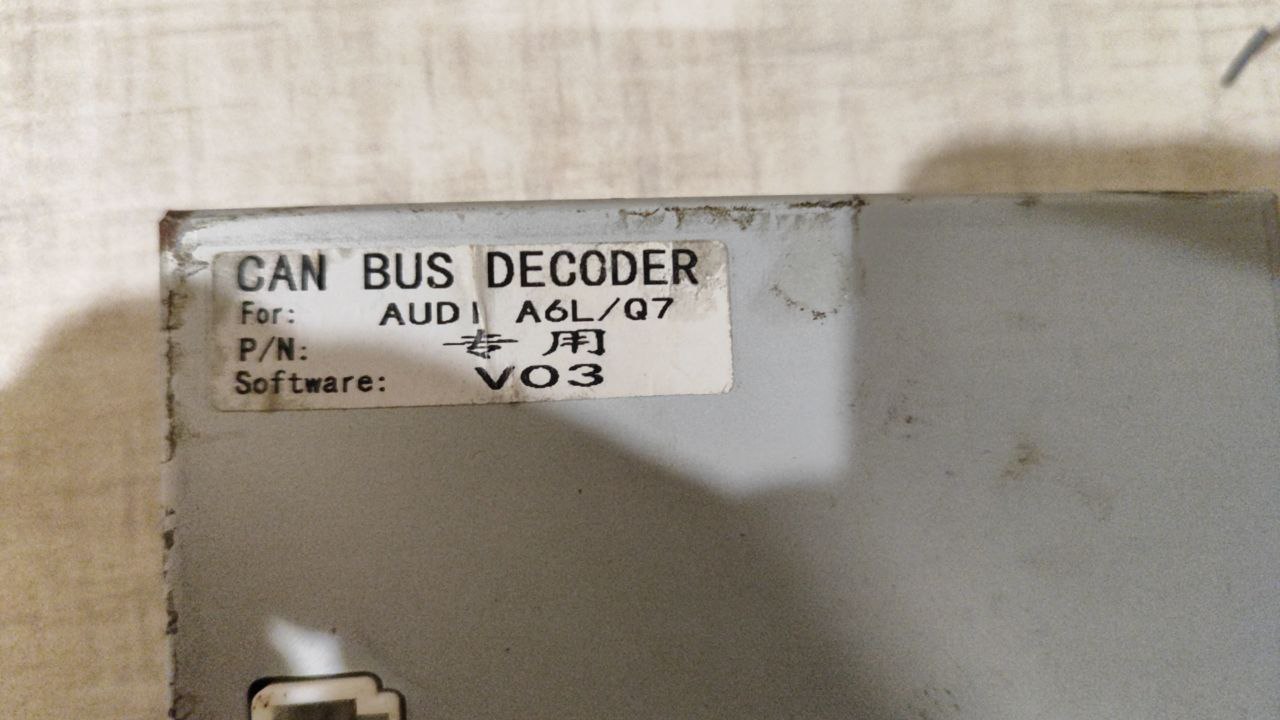 CAN BUS DECODER
For: AUDI A6L/Q7
P/N: 专用
Software: V03